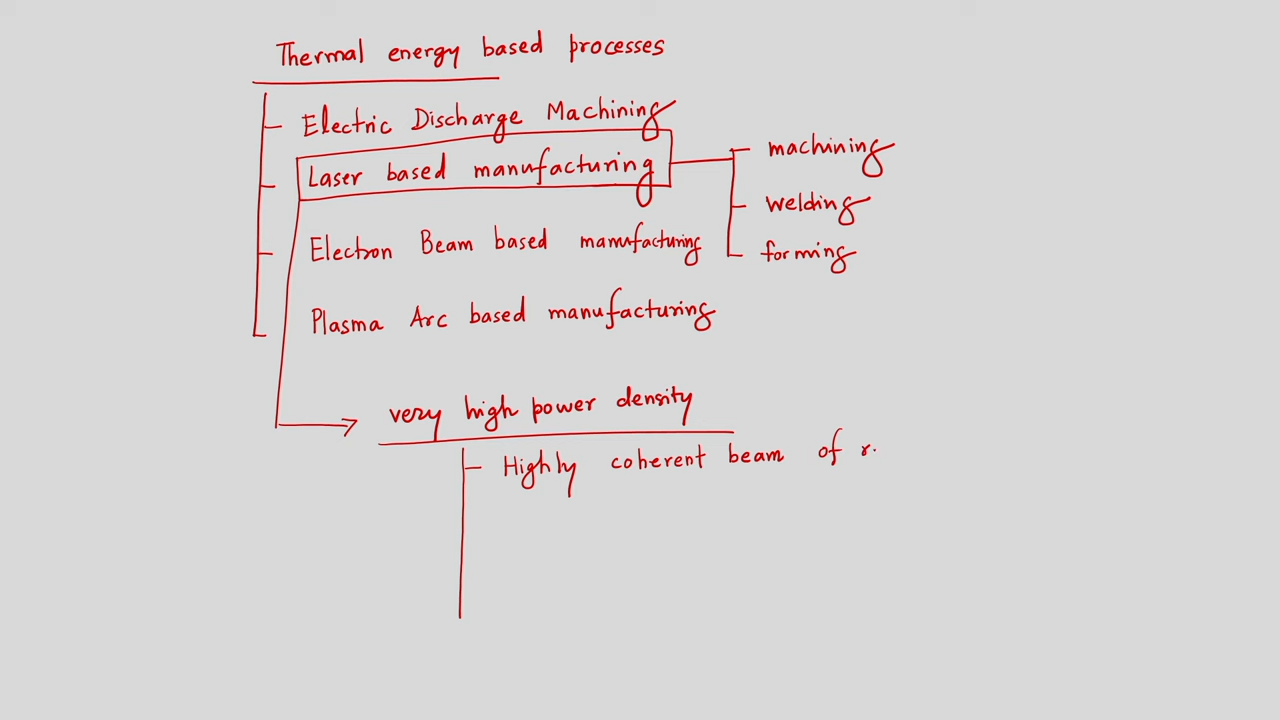 Thermal energy based processes
Electric Discharge Machining
Laser based manufacturing
machining
welding
forming
Electron Beam based manufacturing
Plasma Arc based manufacturing
very high power density
Highly coherent beam of r